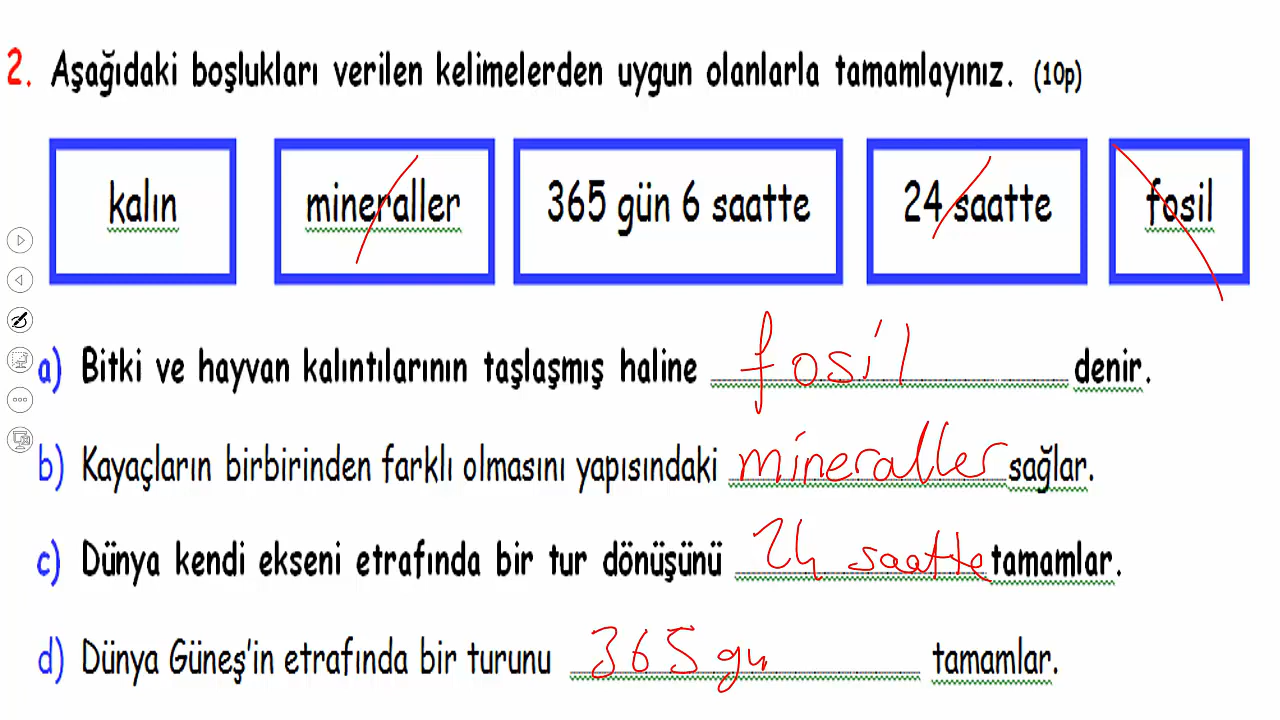 2. Aşağıdaki boşlukları verilen kelimelerden uygun olanlarla tamamlayınız. (10p)
kalın mineraller 365 gün 6 saatte 24 saatte fosil
a) Bitki ve hayvan kalıntılarının taşlaşmış haline fosil denir.
b) Kayaçların birbirinden farklı olmasını yapısındaki mineraller sağlar.
c) Dünya kendi ekseni etrafında bir tur dönüşünü 24 saatte tamamlar.
d) Dünya Güneş'in etrafında bir turunu 365 gu tamamlar.